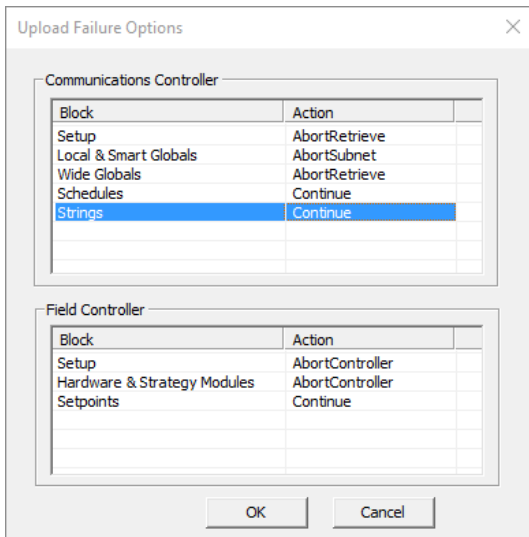 Upload Failure Options
Communications Controller
Block Action
Setup AbortRetrieve
Local & Smart Globals AbortSubnet
Wide Globals AbortRetrieve
Schedules Continue
Strings Continue
Field Controller
Block Action
Setup AbortController
Hardware & Strategy Modules AbortController
Setpoints Continue
OK Cancel